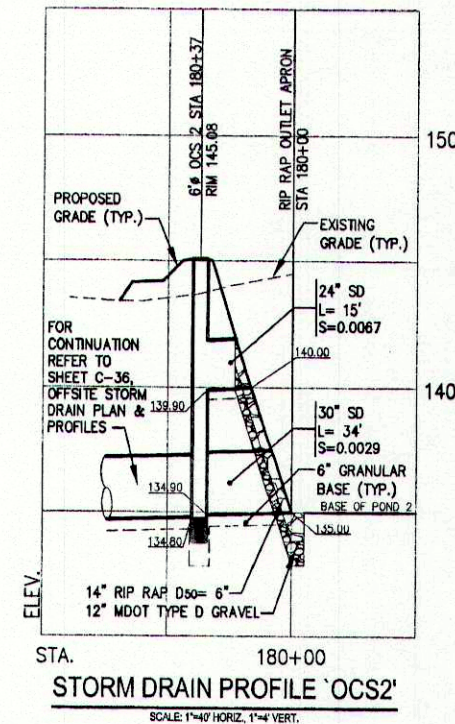 6'ø OCS 2 STA 180+37
RIM 145.08
RIP RAP OUTLET APRON
STA 180+00
150
PROPOSED
GRADE (TYP.)
EXISTING
GRADE (TYP.)
24" SD
L= 15'
S=0.0067
FOR
CONTINUATION
REFER TO
SHEET C-36,
OFFSITE STORM
DRAIN PLAN &
PROFILES
140.00
140
139.90
30" SD
L= 34'
S=0.0029
6" GRANULAR
BASE (TYP.)
134.90
BASE OF POND 2
134.80
135.00
14" RIP RAP D50= 6"
12" MDOT TYPE D GRAVEL
ELEV.
STA.
180+00
STORM DRAIN PROFILE 'OCS2'
SCALE: 1"=40' HORIZ., 1"=4' VERT.